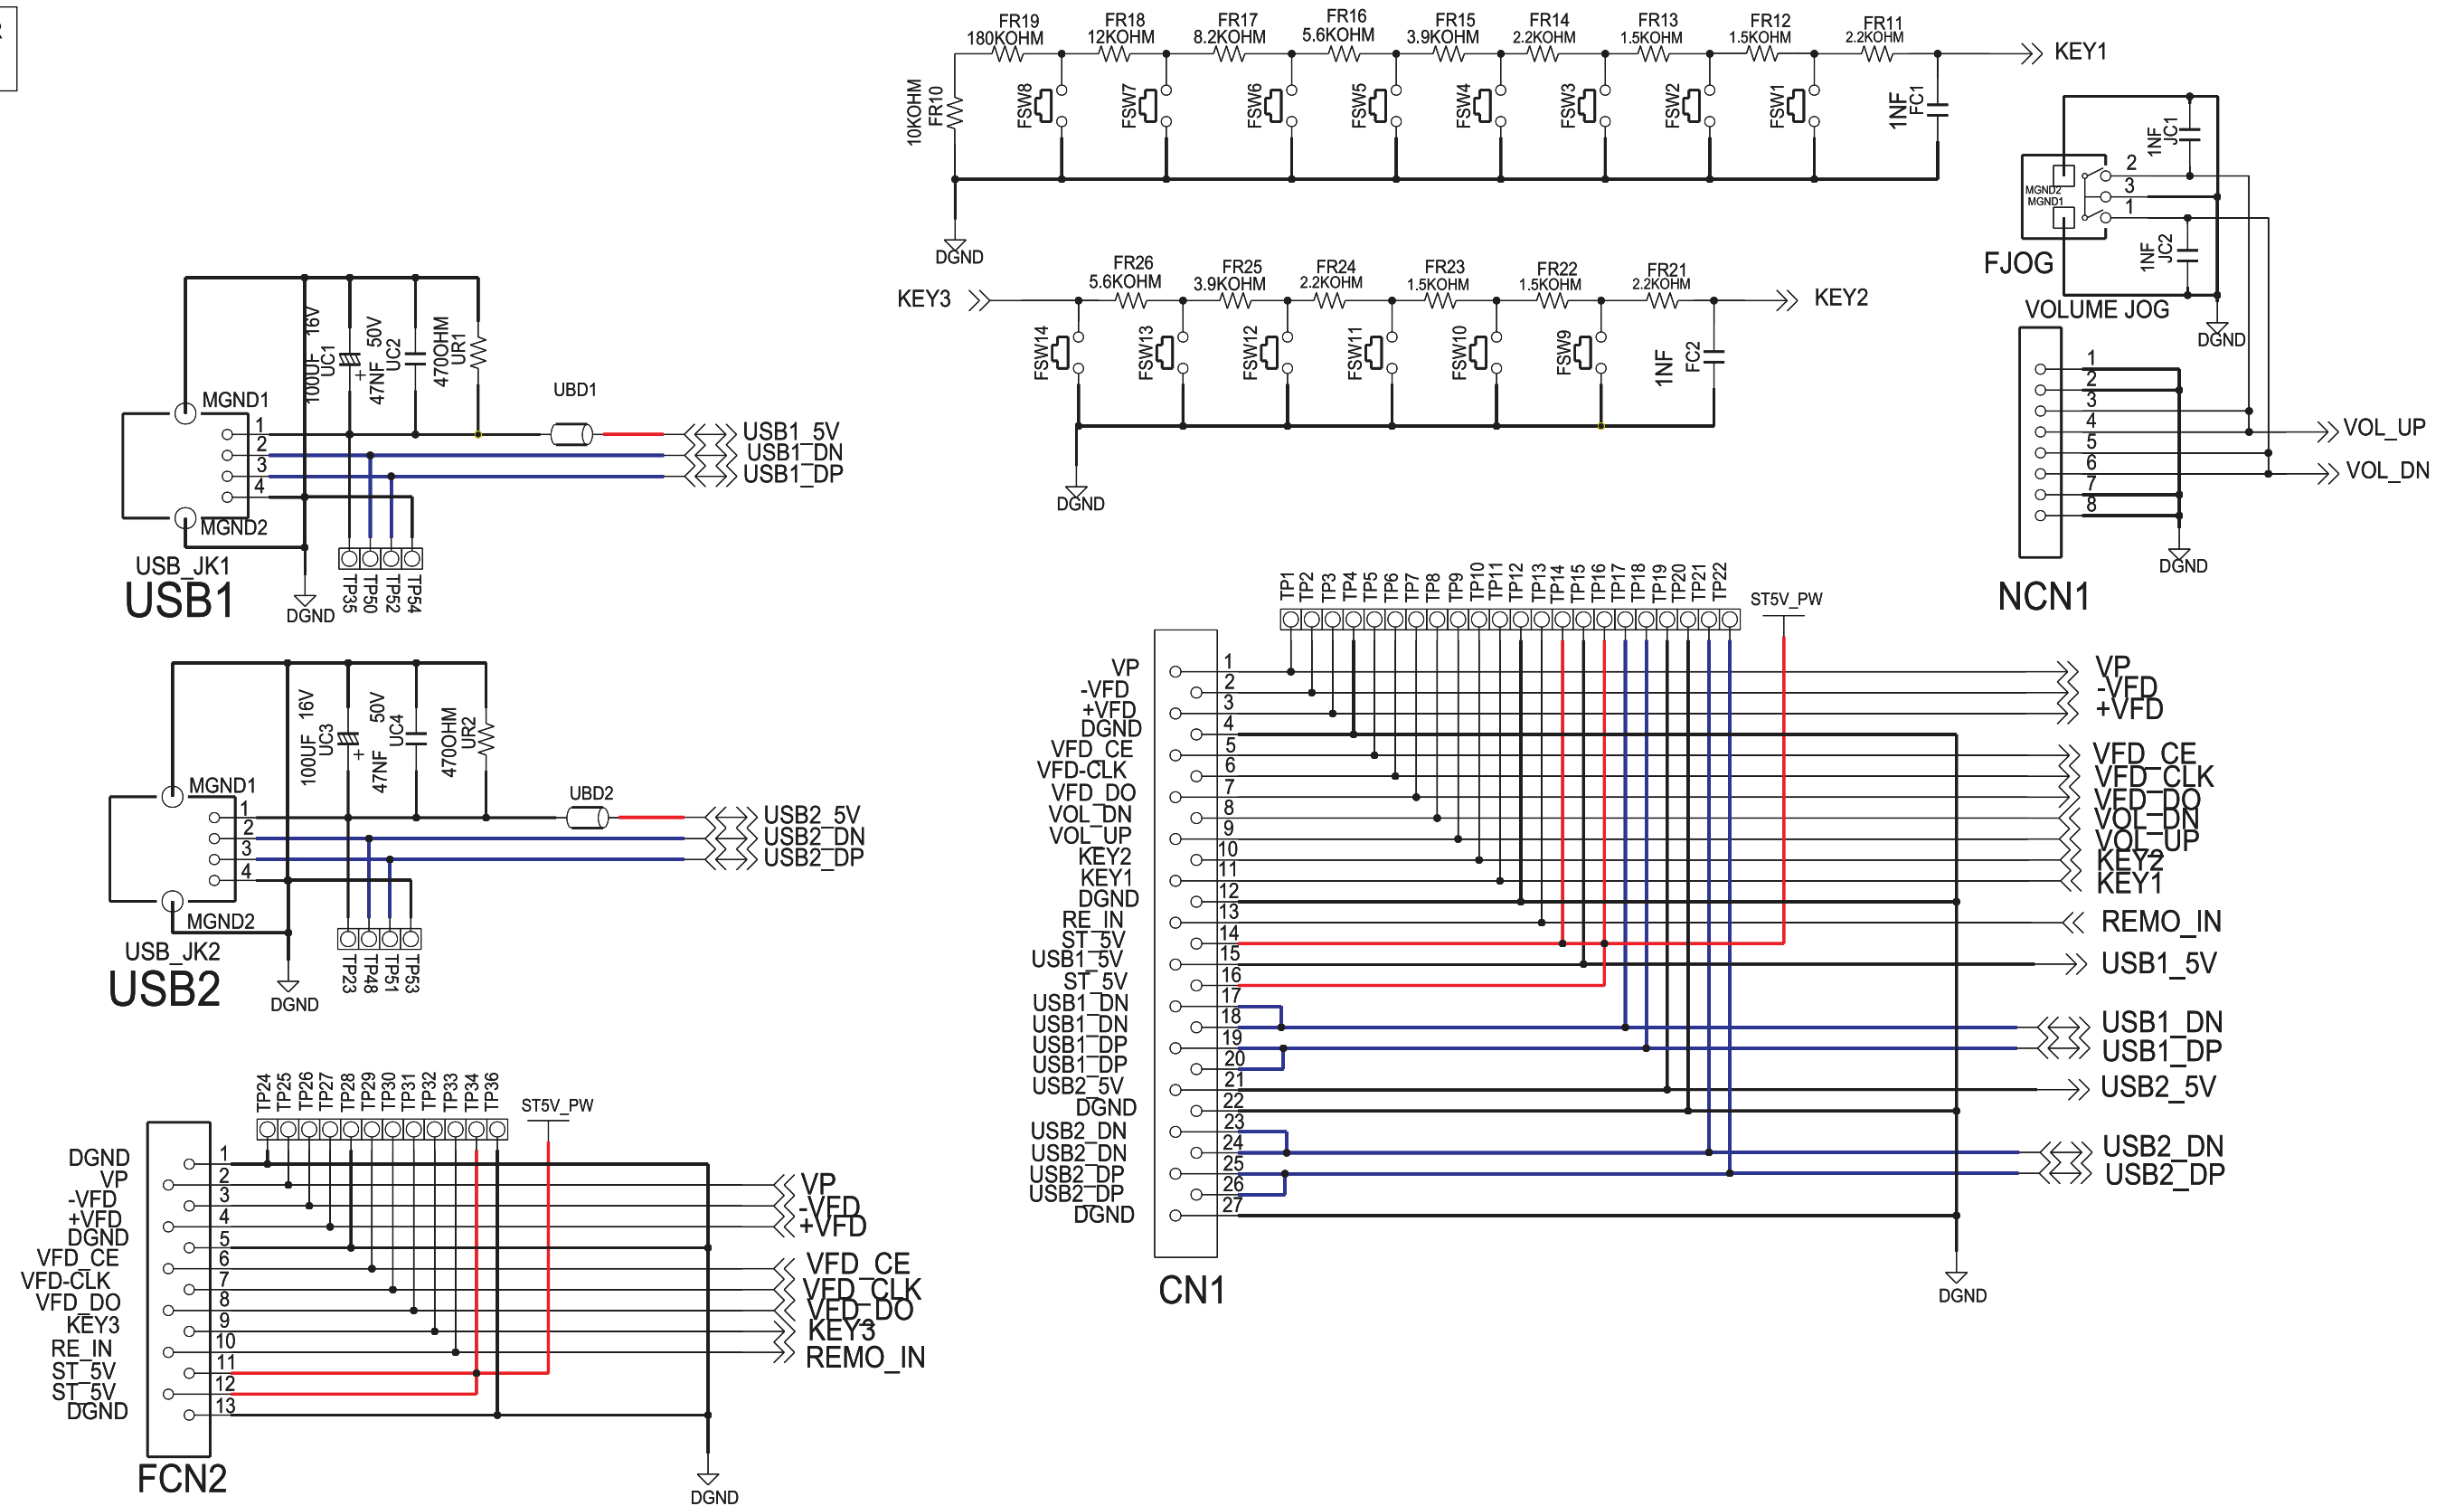 R
FR19 FR18 FR17 FR16 FR15 FR14 FR13 FR12 FR11
180KOHM 12KOHM 8.2KOHM 5.6KOHM 3.9KOHM 2.2KOHM 1.5KOHM 1.5KOHM 2.2KOHM
KEY1
10KOHM FR10
FSW8 FSW7 FSW6 FSW5 FSW4 FSW3 FSW2 FSW1
1NF FC1
DGND
FR26 FR25 FR24 FR23 FR22 FR21
5.6KOHM 3.9KOHM 2.2KOHM 1.5KOHM 1.5KOHM 2.2KOHM
KEY3
KEY2
FSW14 FSW13 FSW12 FSW11 FSW10 FSW9
1NF FC2
DGND
1NF JC1
2
3
1
MGND2
MGND1
1NF JC2
FJOG
VOLUME JOG
DGND
1
2
3
4
5
6
7
8
VOL_UP
VOL_DN
DGND
NCN1
100UF 16V
UC1
+
47NF 50V
UC2
470OHM
UR1
MGND1
UBD1
1
2
3
4
USB1_5V
USB1_DN
USB1_DP
MGND2
USB_JK1
USB1
DGND
TP35 TP50 TP52 TP54
100UF 16V
UC3
+
47NF 50V
UC4
470OHM
UR2
MGND1
UBD2
1
2
3
4
USB2_5V
USB2_DN
USB2_DP
MGND2
USB_JK2
USB2
DGND
TP23 TP48 TP51 TP53
TP24 TP25 TP26 TP27 TP28 TP29 TP30 TP31 TP32 TP33 TP34 TP36
ST5V_PW
DGND 1
VP 2 VP
-VFD 3 -VFD
+VFD 4 +VFD
DGND 5
VFD_CE 6 VFD_CE
VFD-CLK 7 VFD_CLK
VFD_DO 8 VFD_DO
KEY3 9 KEY3
RE_IN 10 REMO_IN
ST_5V 11
ST_5V 12
DGND 13
FCN2
DGND
TP1 TP2 TP3 TP4 TP5 TP6 TP7 TP8 TP9 TP10 TP11 TP12 TP13 TP14 TP15 TP16 TP17 TP18 TP19 TP20 TP21 TP22
ST5V_PW
VP 1 VP
-VFD 2 -VFD
+VFD 3 +VFD
DGND 4
VFD_CE 5 VFD_CE
VFD-CLK 6 VFD_CLK
VFD_DO 7 VFD_DO
VOL_DN 8 VOL_DN
VOL_UP 9 VOL_UP
KEY2 10 KEY2
KEY1 11 KEY1
DGND 12
RE_IN 13 REMO_IN
ST_5V 14
USB1_5V 15 USB1_5V
ST_5V 16
USB1_DN 17
USB1_DN 18 USB1_DN
USB1_DP 19 USB1_DP
USB1_DP 20
USB2_5V 21 USB2_5V
DGND 22
USB2_DN 23
USB2_DN 24 USB2_DN
USB2_DP 25 USB2_DP
USB2_DP 26
DGND 27
CN1
DGND